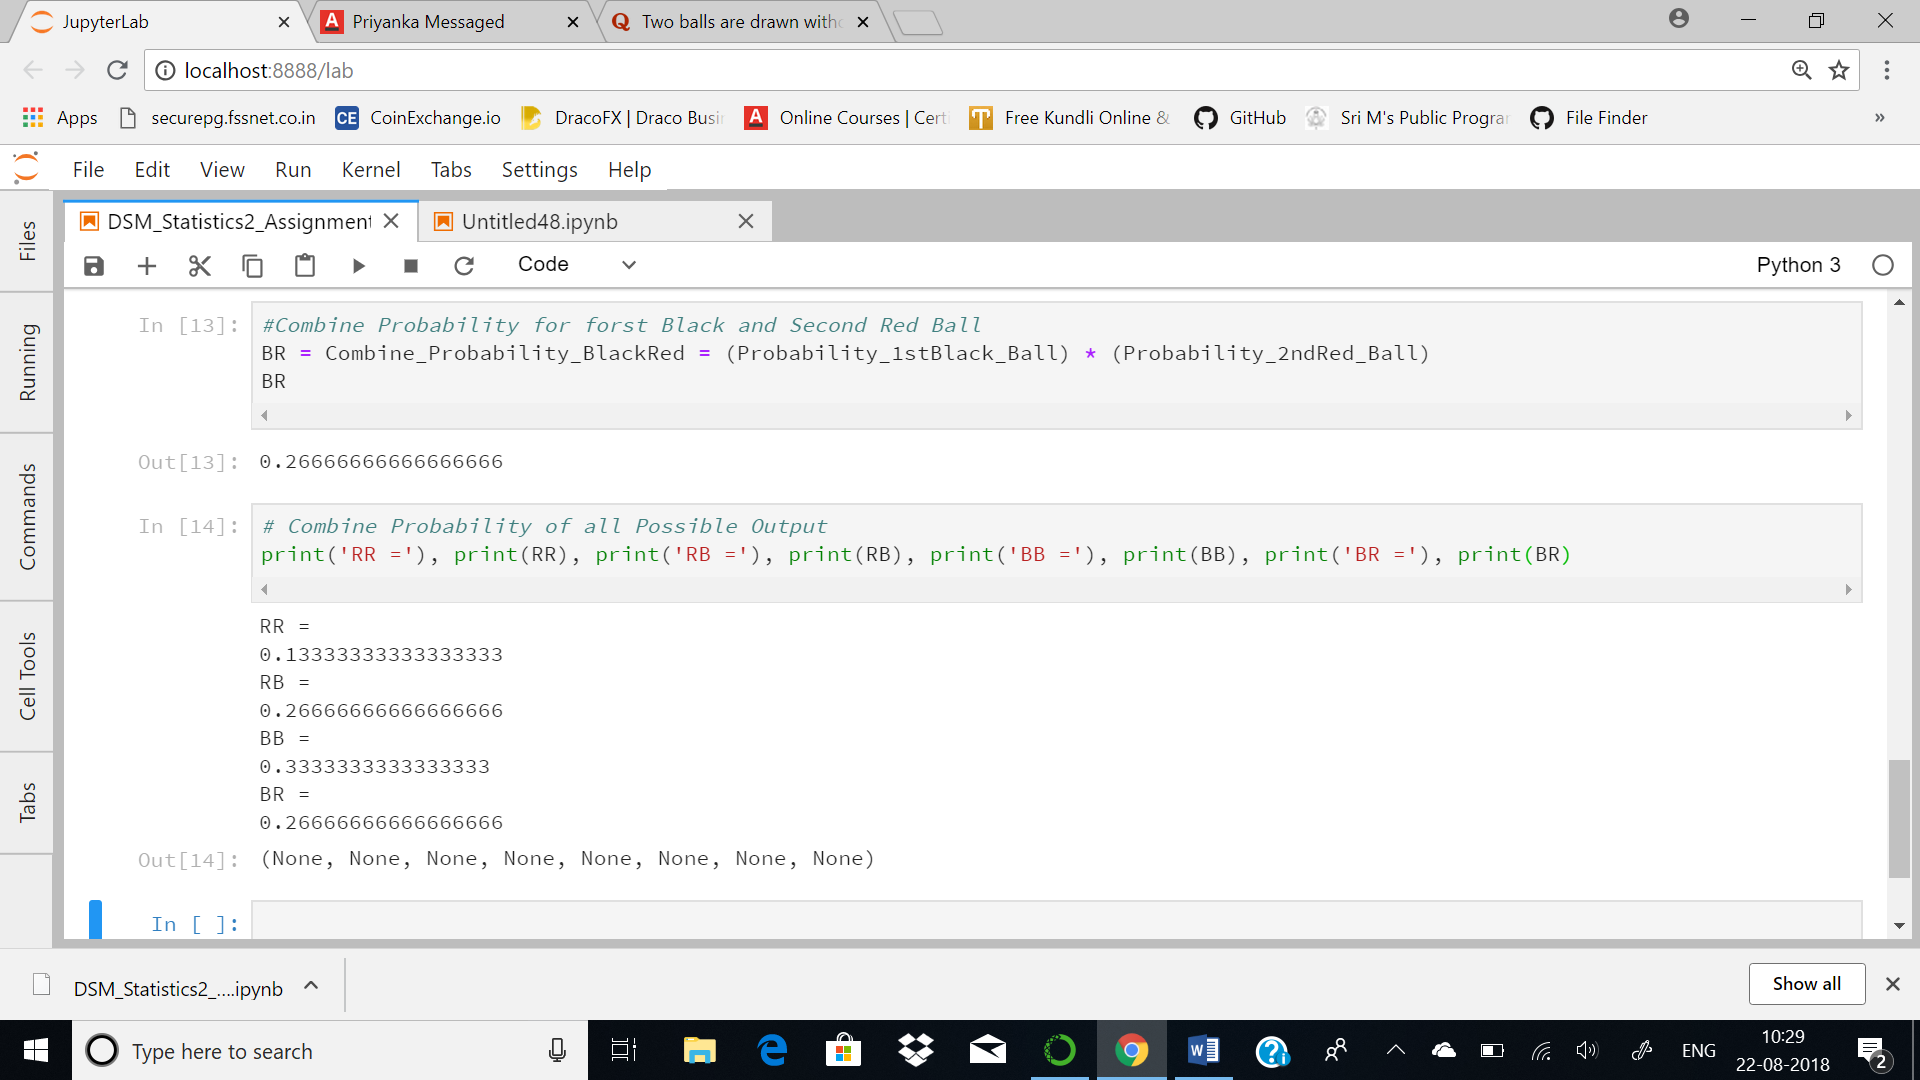 JupyterLab
Priyanka Messaged
Two balls are drawn with
localhost:8888/lab
Apps
securepg.fssnet.co.in
CE
CoinExchange.io
DracoFX | Draco Busi
Online Courses | Cert
Free Kundli Online &
GitHub
Sri M's Public Progra
File Finder
»
File Edit View Run Kernel Tabs Settings Help
DSM_Statistics2_Assignment
Untitled48.ipynb
Code
Python 3
Files
Running
Commands
Cell Tools
Tabs
In [13]:
#Combine Probability for forst Black and Second Red Ball
BR = Combine_Probability_BlackRed = (Probability_1stBlack_Ball) * (Probability_2ndRed_Ball)
BR
Out[13]: 0.26666666666666666
In [14]:
# Combine Probability of all Possible Output
print('RR ='), print(RR), print('RB ='), print(RB), print('BB ='), print(BB), print('BR ='), print(BR)
RR =
0.13333333333333333
RB =
0.26666666666666666
BB =
0.3333333333333333
BR =
0.26666666666666666
Out[14]: (None, None, None, None, None, None, None, None)
In [ ]:
DSM_Statistics2_....ipynb
Show all
Type here to search
ENG
10:29
22-08-2018
2